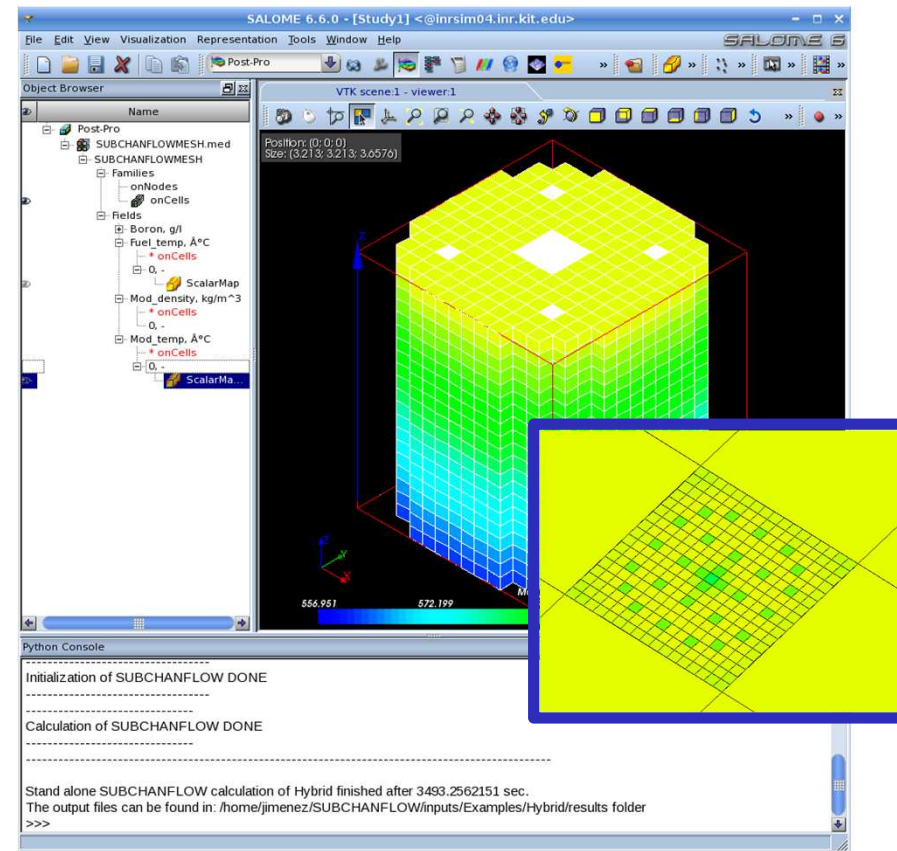 SALOME 6.6.0 - [Study1] <@inrsim04.inr.kit.edu>
File Edit View Visualization Representation Tools Window Help
SALOME 6
Post-Pro
Object Browser
VTK scene:1 - viewer:1
Name
Post-Pro
SUBCHANFLOWMESH.med
SUBCHANFLOWMESH
Families
onNodes
onCells
Fields
Boron, g/l
Fuel_temp, Å°C
* onCells
0, -
ScalarMap
Mod_density, kg/m^3
* onCells
0, -
Mod_temp, Å°C
* onCells
0, -
ScalarMa...
Position: (0; 0; 0)
Size: (3.213; 3.213; 3.6576)
Z
Z
Y
X
556.951 572.199
Python Console
----------------------------------
Initialization of SUBCHANFLOW DONE
----------------------------------
-------------------------------
Calculation of SUBCHANFLOW DONE
-------------------------------
----------------------------------------------------------------------------------------------------
Stand alone SUBCHANFLOW calculation of Hybrid finished after 3493.2562151 sec.
The output files can be found in: /home/jimenez/SUBCHANFLOW/inputs/Examples/Hybrid/results folder
>>>